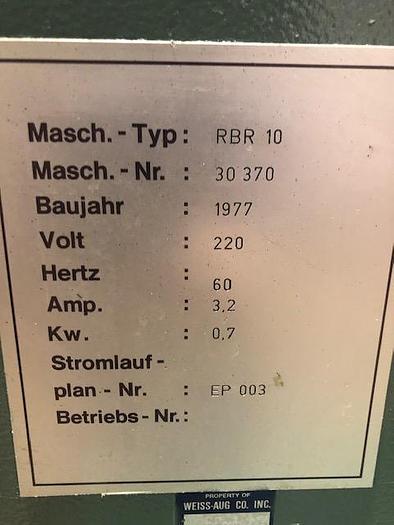 Masch. - Typ : RBR 10
Masch. - Nr. : 30 370
Baujahr : 1977
Volt : 220
Hertz : 60
Amp. : 3,2
Kw. : 0,7
Stromlauf -
plan - Nr. : EP 003
Betriebs - Nr. :
PROPERTY OF
WEISS-AUG CO. INC.